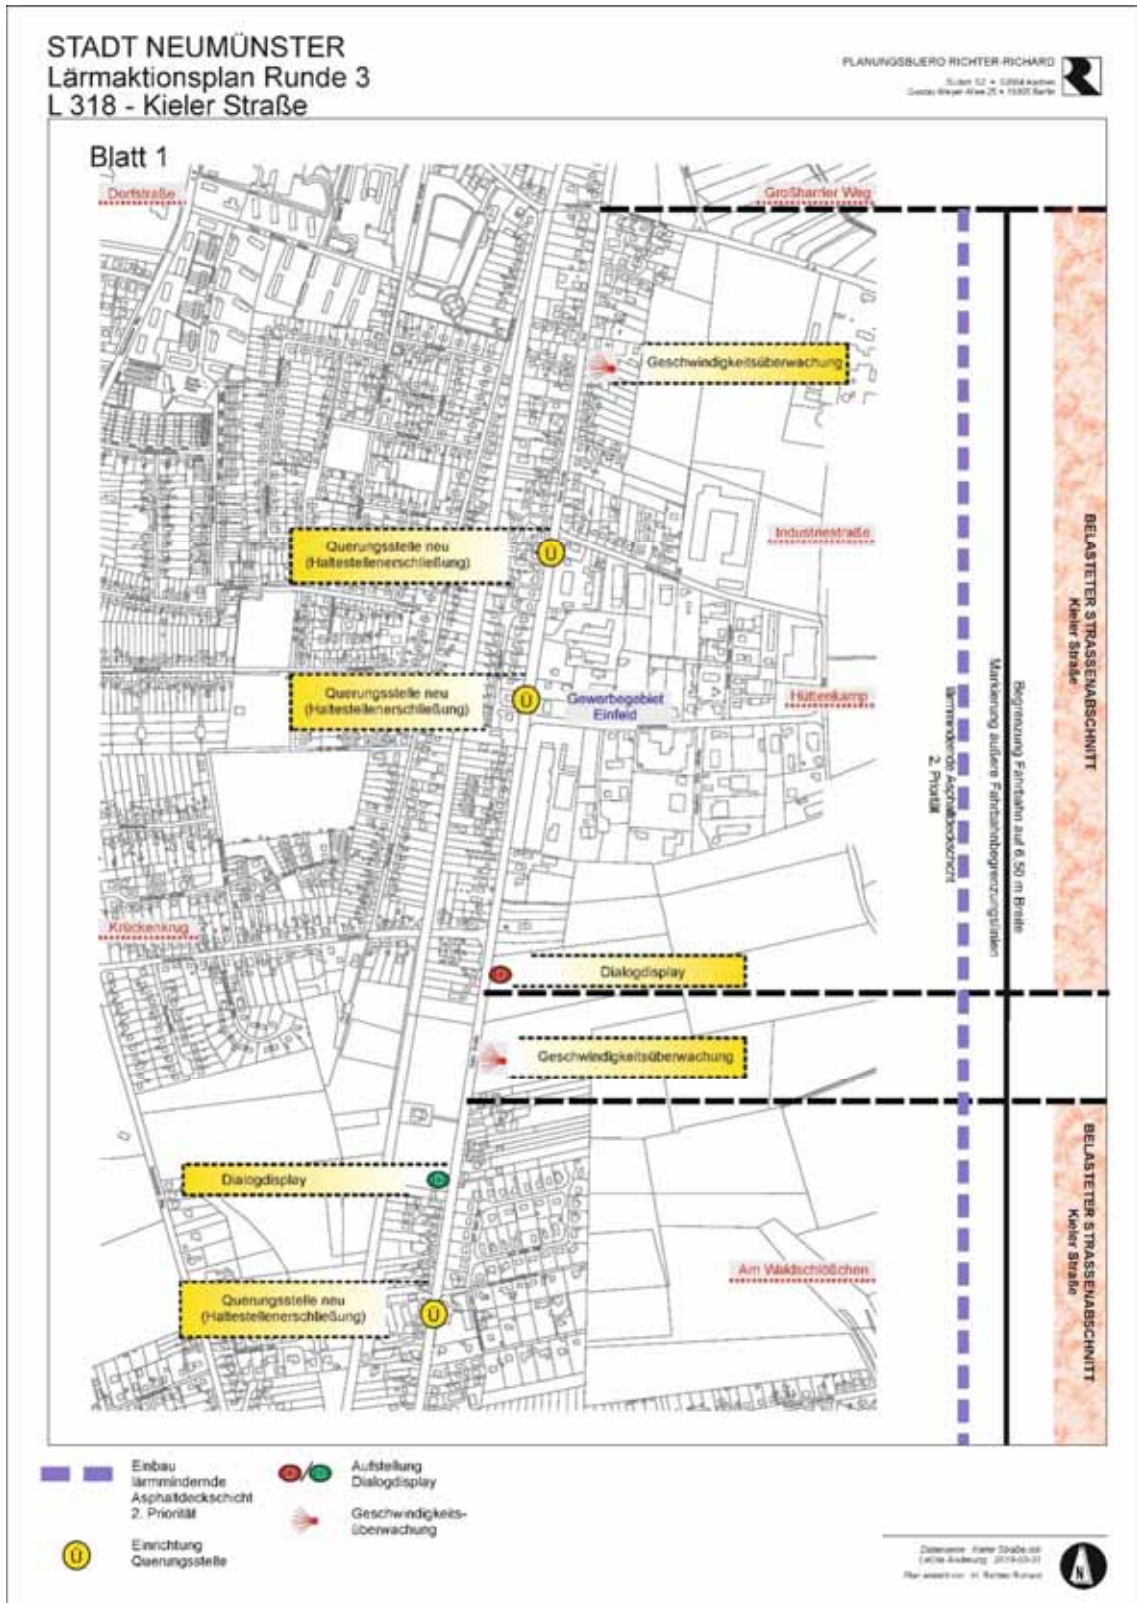 STADT NEUMÜNSTER
Lärmaktionsplan Runde 3
L 318 - Kieler Straße
PLANUNGSBUERO RICHTER-RICHARD
Blatt 1
Dorfstraße
Großharrier Weg
Geschwindigkeitsüberwachung
Querungsstelle neu
(Haltestellenerschließung)
Ü
Industriestraße
Querungsstelle neu
(Haltestellenerschließung)
Ü
Gewerbegebiet
Einfeld
Hüttenkamp
Krückenkrug
Dialogdisplay
Geschwindigkeitsüberwachung
Dialogdisplay
Am Waldschlößchen
Querungsstelle neu
(Haltestellenerschließung)
Ü
BELASTETER STRASSENABSCHNITT
Kieler Straße
Begrenzung Fahrbahn auf 6.50 m Breite
Markierung äußere Fahrbahnbegrenzungslinien
lärmmindernde Asphaltdeckschicht
2. Priorität
BELASTETER STRASSENABSCHNITT
Kieler Straße
Einbau
lärmmindernde
Asphaltdeckschicht
2. Priorität
Aufstellung
Dialogdisplay
Geschwindigkeits-
überwachung
Ü
Einrichtung
Querungsstelle
N